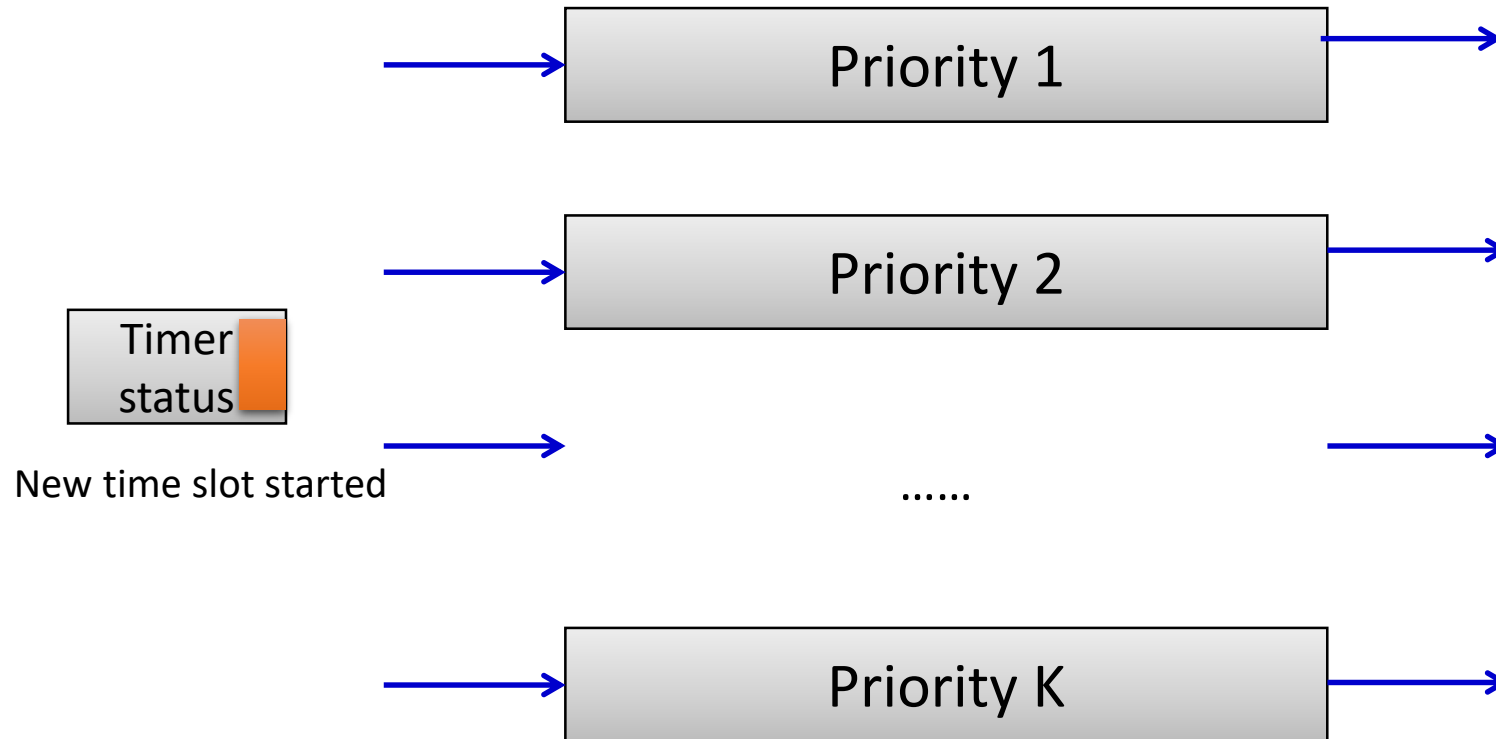 Priority 1
Priority 2
Timer
status
New time slot started
......
Priority K